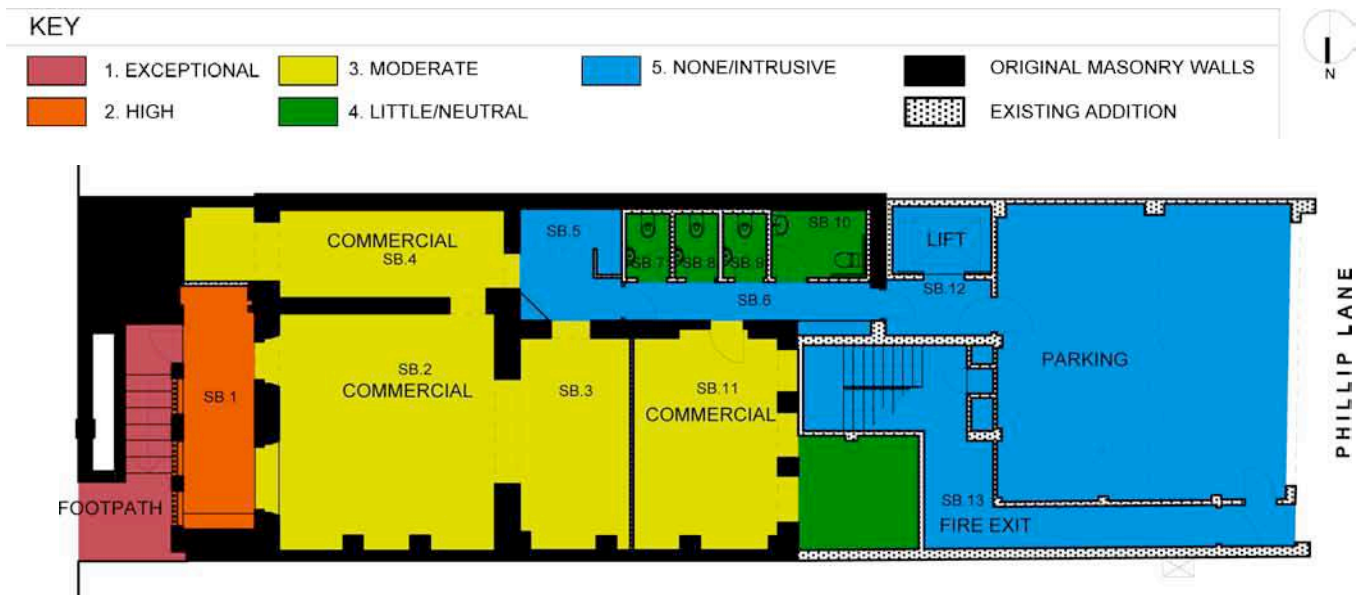 KEY
1. EXCEPTIONAL
3. MODERATE
5. NONE/INTRUSIVE
ORIGINAL MASONRY WALLS
2. HIGH
4. LITTLE/NEUTRAL
EXISTING ADDITION
N
COMMERCIAL
SB.4
SB.5
SB.7
SB.8
SB.9
SB 10
LIFT
SB.12
SB.6
SB.1
SB.2
COMMERCIAL
SB.3
SB.11
COMMERCIAL
PARKING
PHILLIP LANE
FOOTPATH
SB.13
FIRE EXIT